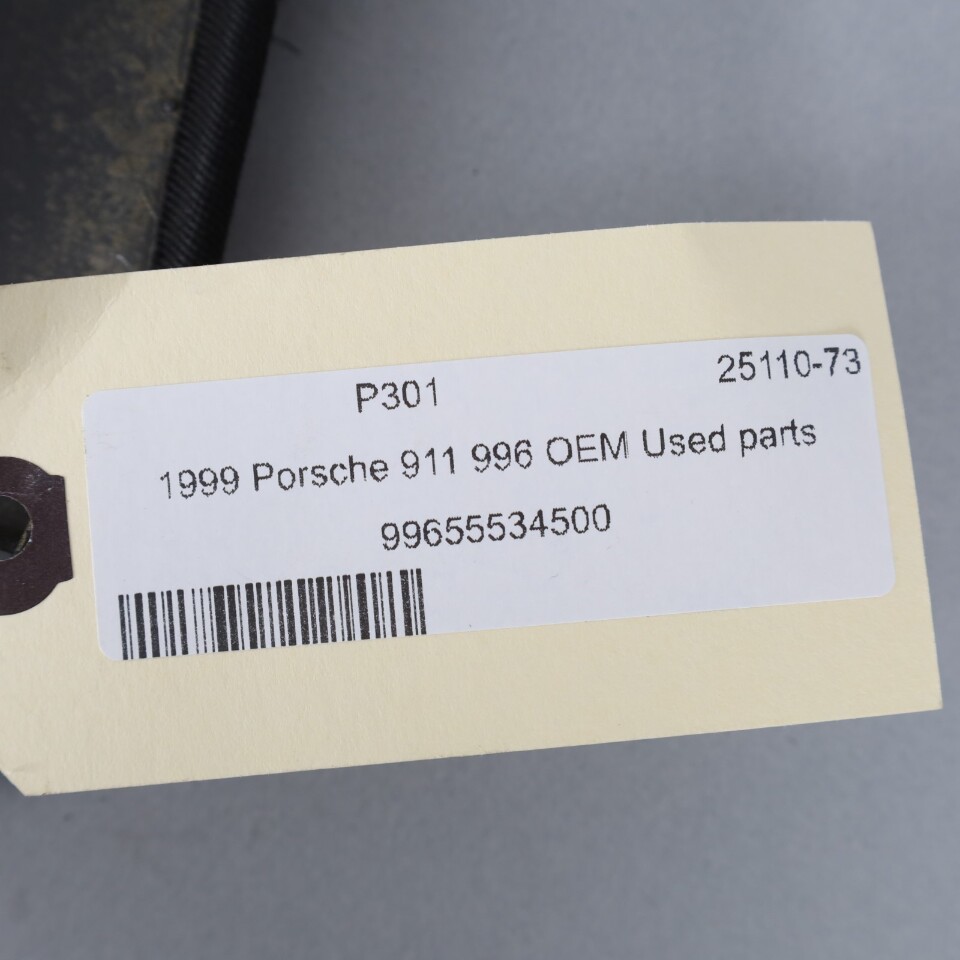 P301 25110-73
1999 Porsche 911 996 OEM Used parts
99655534500